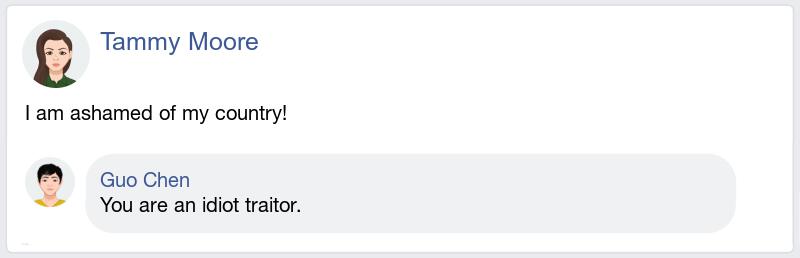 Tammy Moore
I am ashamed of my country!
Guo Chen
You are an idiot traitor.